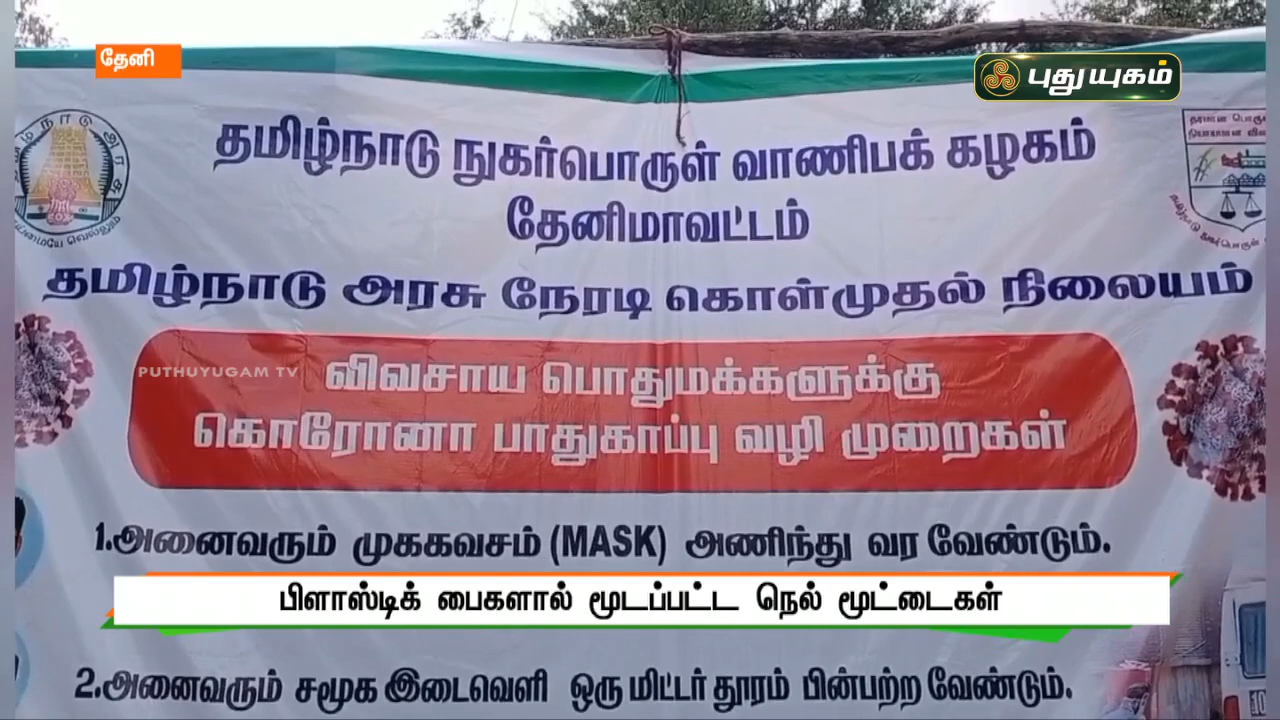 தேனி
புதுயுகம்
தமிழ்நாடு நுகர்பொருள் வாணிபக் கழகம்
தேனிமாவட்டம்
தமிழ்நாடு அரசு நேரடி கொள்முதல் நிலையம்
PUTHUYUGAM TV
விவசாய பொதுமக்களுக்கு
கொரோனா பாதுகாப்பு வழி முறைகள்
1.அனைவரும் முககவசம் (MASK) அணிந்து வர வேண்டும்.
பிளாஸ்டிக் பைகளால் மூடப்பட்ட நெல் மூட்டைகள்
2.அனைவரும் சமூக இடைவெளி ஒரு மிட்டர் தூரம் பின்பற்ற வேண்டும்.